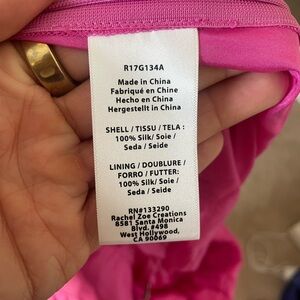 R17G134A
Made in China
Fabriqué en Chine
Hecho en China
Hergestellt in China
SHELL / TISSU / TELA :
100% Silk/ Soie /
Seda / Seide
LINING / DOUBLURE /
FORRO / FUTTER:
100% Silk/ Soie /
Seda / Seide
RN#133290
Rachel Zoe Creations
8581 Santa Monica
Blvd. #498
West Hollywood,
CA 90069